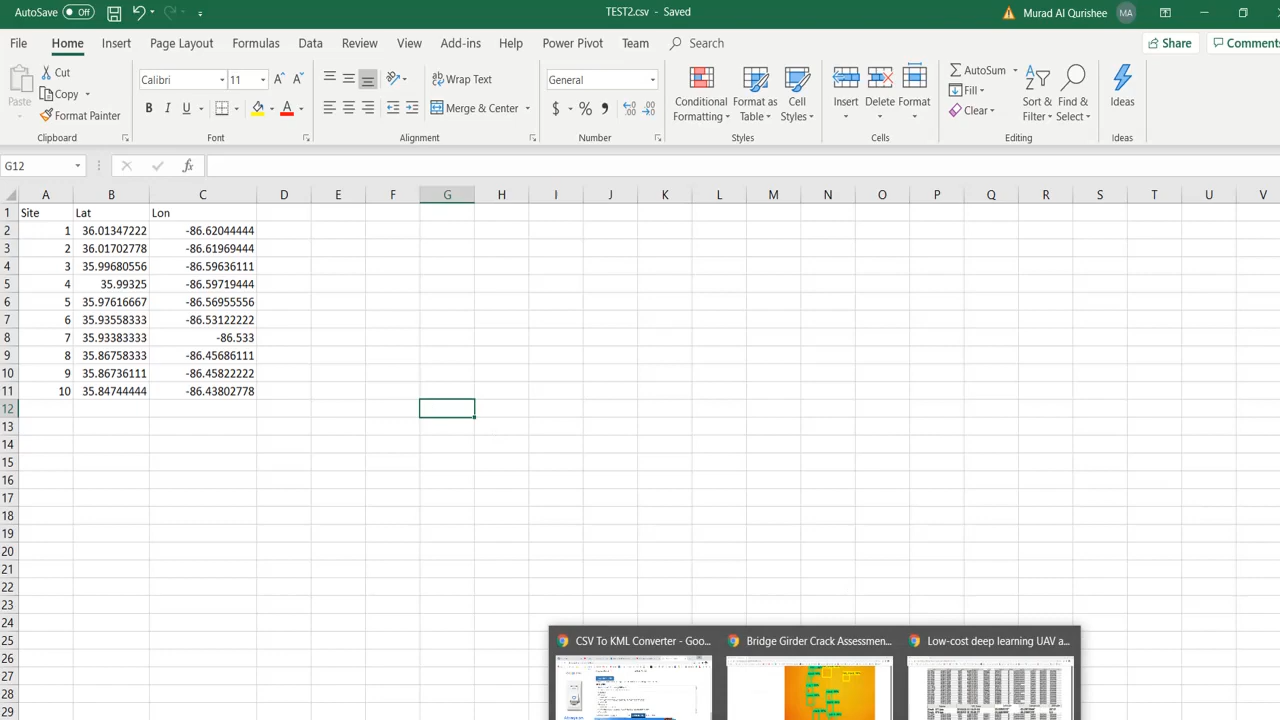 AutoSave Off TEST2.csv - Saved Murad Al Qurishee MA
File Home Insert Page Layout Formulas Data Review View Add-ins Help Power Pivot Team Search Share Comments
Paste Cut Copy Format Painter Clipboard
Calibri 11 B I U A Font
Wrap Text Merge & Center Alignment
General $ % Number
Conditional Formatting Format as Table Cell Styles Styles
Insert Delete Format Cells
AutoSum Fill Clear Sort & Filter Find & Select Editing
Ideas Ideas
G12 fx
A B C D E F G H I J K L M N O P Q R S T U V
1 Site Lat Lon
2 1 36.01347222 -86.62044444
3 2 36.01702778 -86.61969444
4 3 35.99680556 -86.59636111
5 4 35.99325 -86.59719444
6 5 35.97616667 -86.56955556
7 6 35.93558333 -86.53122222
8 7 35.93383333 -86.533
9 8 35.86758333 -86.45686111
10 9 35.86736111 -86.45822222
11 10 35.84744444 -86.43802778
12
13
14
15
16
17
18
19
20
21
22
23
24
25
26
27
28
29
CSV To KML Converter - Goo... Bridge Girder Crack Assessmen... Low-cost deep learning UAV a...